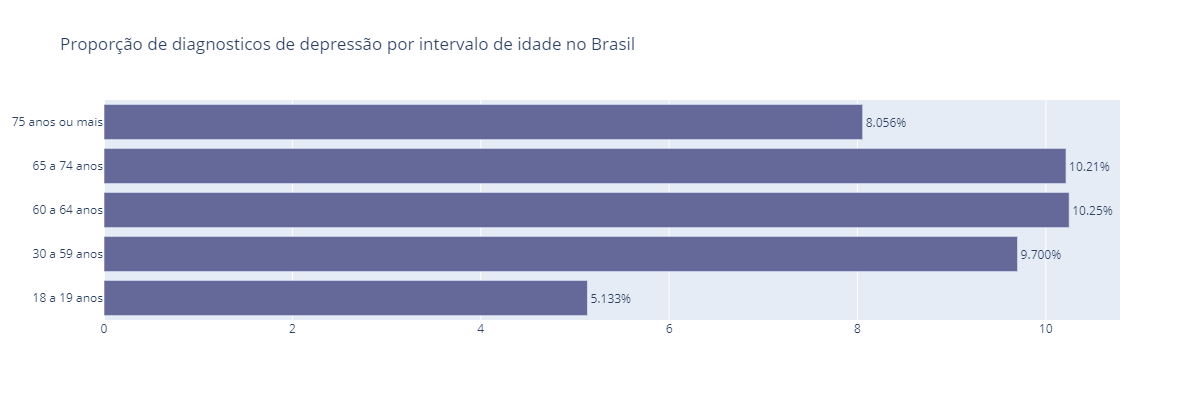 Proporção de diagnosticos de depressão por intervalo de idade no Brasil
75 anos ou mais 8.056%
65 a 74 anos 10.21%
60 a 64 anos 10.25%
30 a 59 anos 9.700%
18 a 19 anos 5.133%
0 2 4 6 8 10